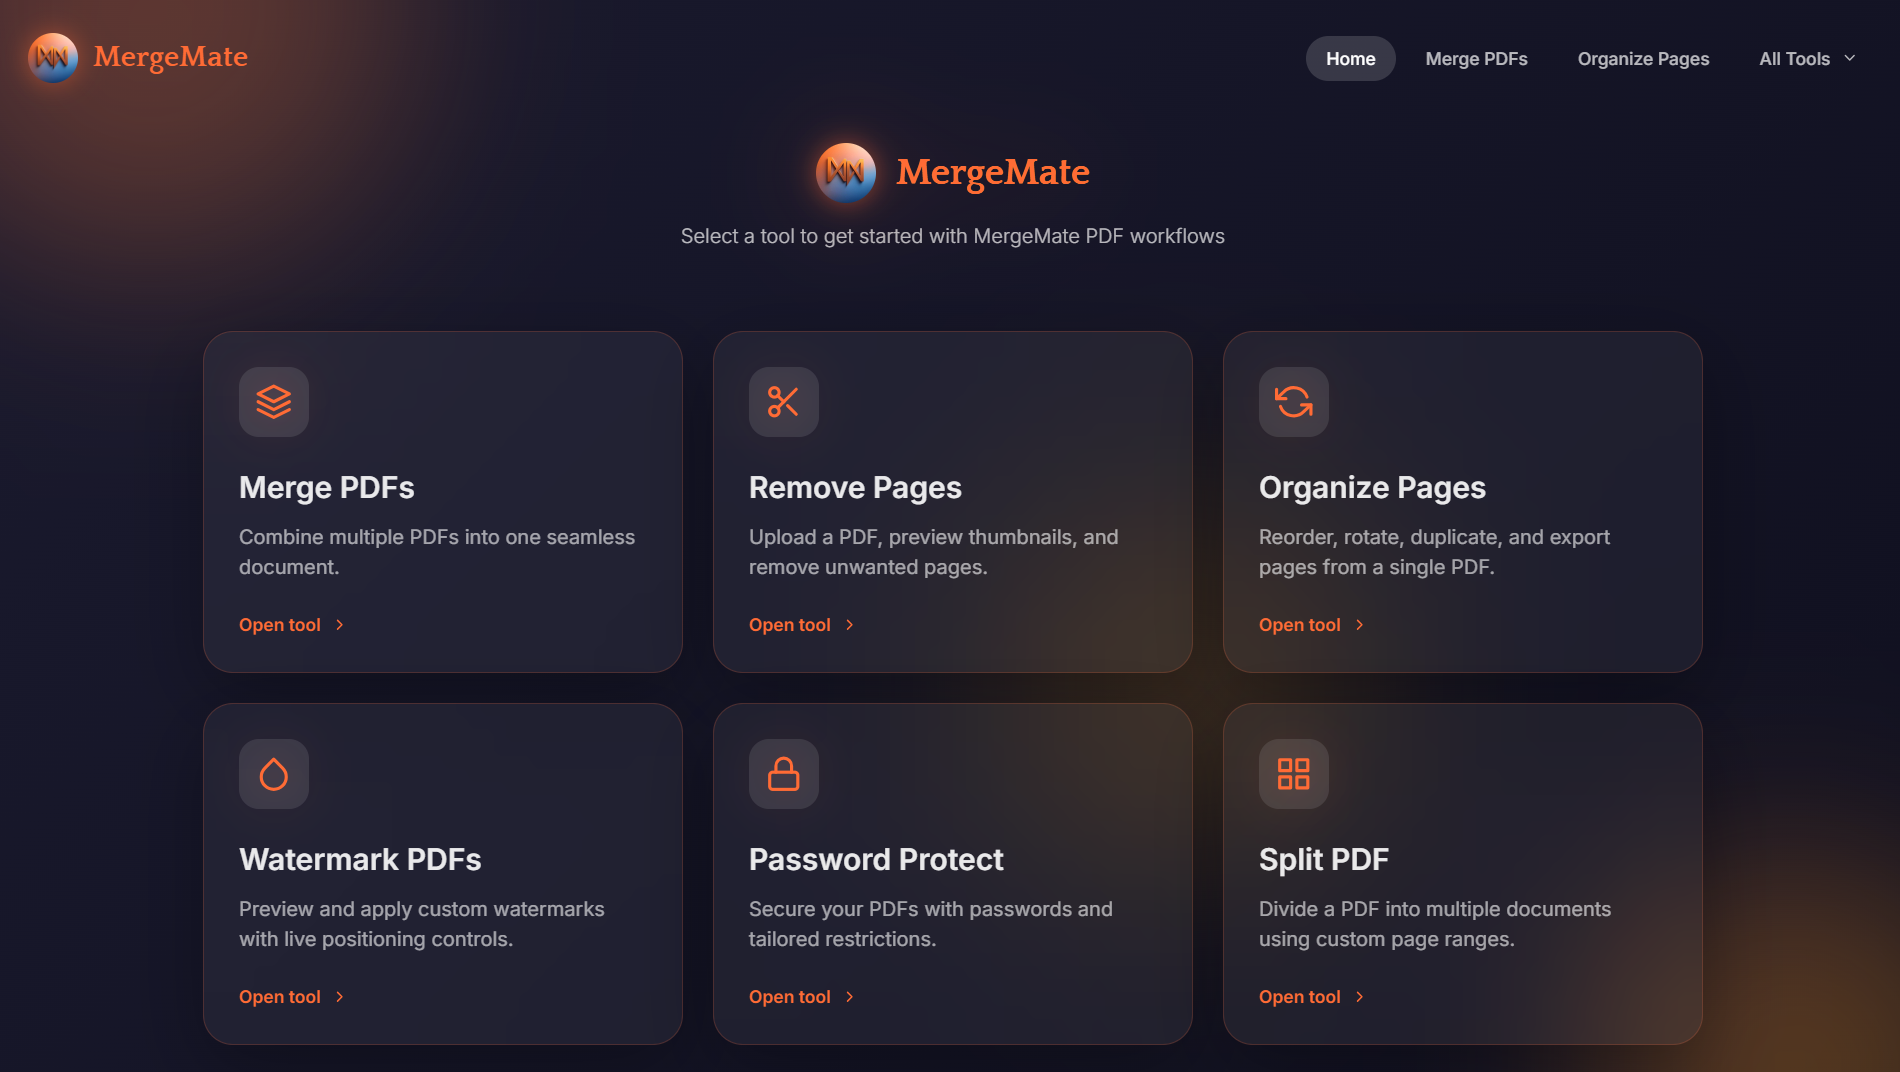 MergeMate
Home
Merge PDFs
Organize Pages
All Tools
MergeMate
Select a tool to get started with MergeMate PDF workflows
Merge PDFs
Combine multiple PDFs into one seamless
document.
Open tool
Remove Pages
Upload a PDF, preview thumbnails, and
remove unwanted pages.
Open tool
Organize Pages
Reorder, rotate, duplicate, and export
pages from a single PDF.
Open tool
Watermark PDFs
Preview and apply custom watermarks
with live positioning controls.
Open tool
Password Protect
Secure your PDFs with passwords and
tailored restrictions.
Open tool
Split PDF
Divide a PDF into multiple documents
using custom page ranges.
Open tool